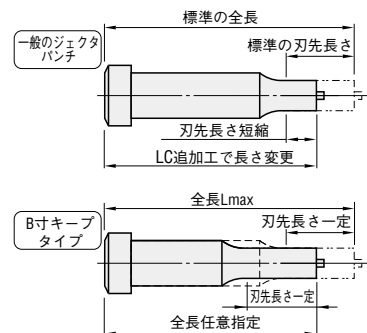 標準の全長
一般のジェクタ
パンチ
標準の刃先長さ
刃先長さ短縮
LC追加工で長さ変更
全長Lmax
B寸キープ
タイプ
刃先長さ一定
刃先長さ一定
全長任意指定